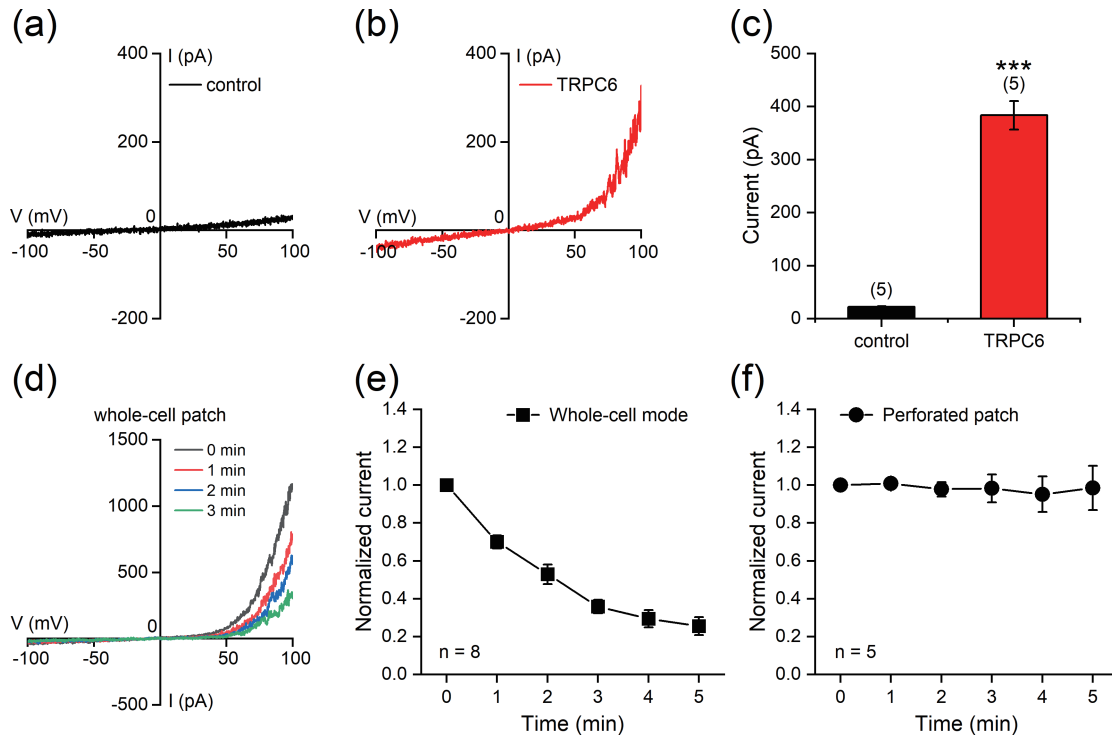 (a)
I (pA)
400
control
200
V (mV)
0
-100
-50
50
100
-200
(b)
I (pA)
400
TRPC6
200
V (mV)
0
-100
-50
50
100
-200
(c)
Current (pA)
500
400
300
200
100
0
(5)
***
(5)
control
TRPC6
(d)
whole-cell patch
1500
0 min
1 min
2 min
3 min
1000
500
V (mV)
0
-100
-50
50
100
-500
I (pA)
(e)
Normalized current
1.4
1.2
1.0
0.8
0.6
0.4
0.2
0.0
Whole-cell mode
n = 8
0 1 2 3 4 5
Time (min)
(f)
Normalized current
1.4
1.2
1.0
0.8
0.6
0.4
0.2
0.0
Perforated patch
n = 5
0 1 2 3 4 5
Time (min)